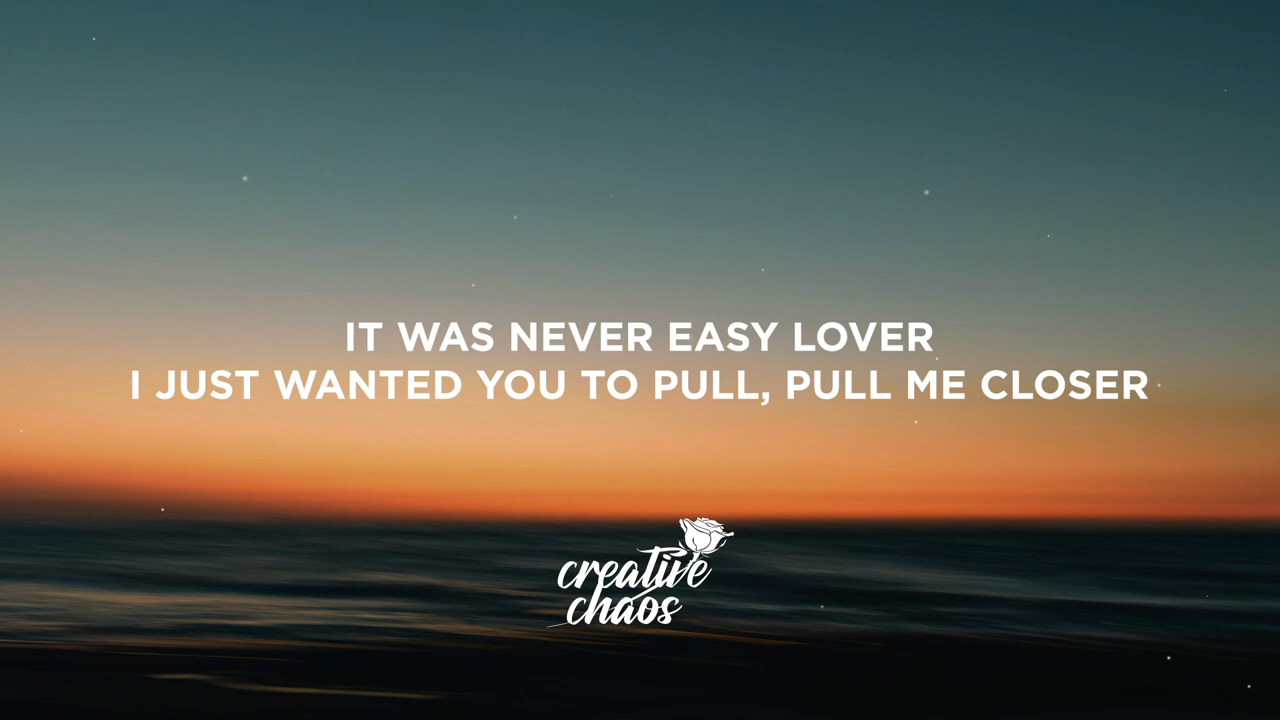 IT WAS NEVER EASY LOVER
I JUST WANTED YOU TO PULL, PULL ME CLOSER
creative
chaos